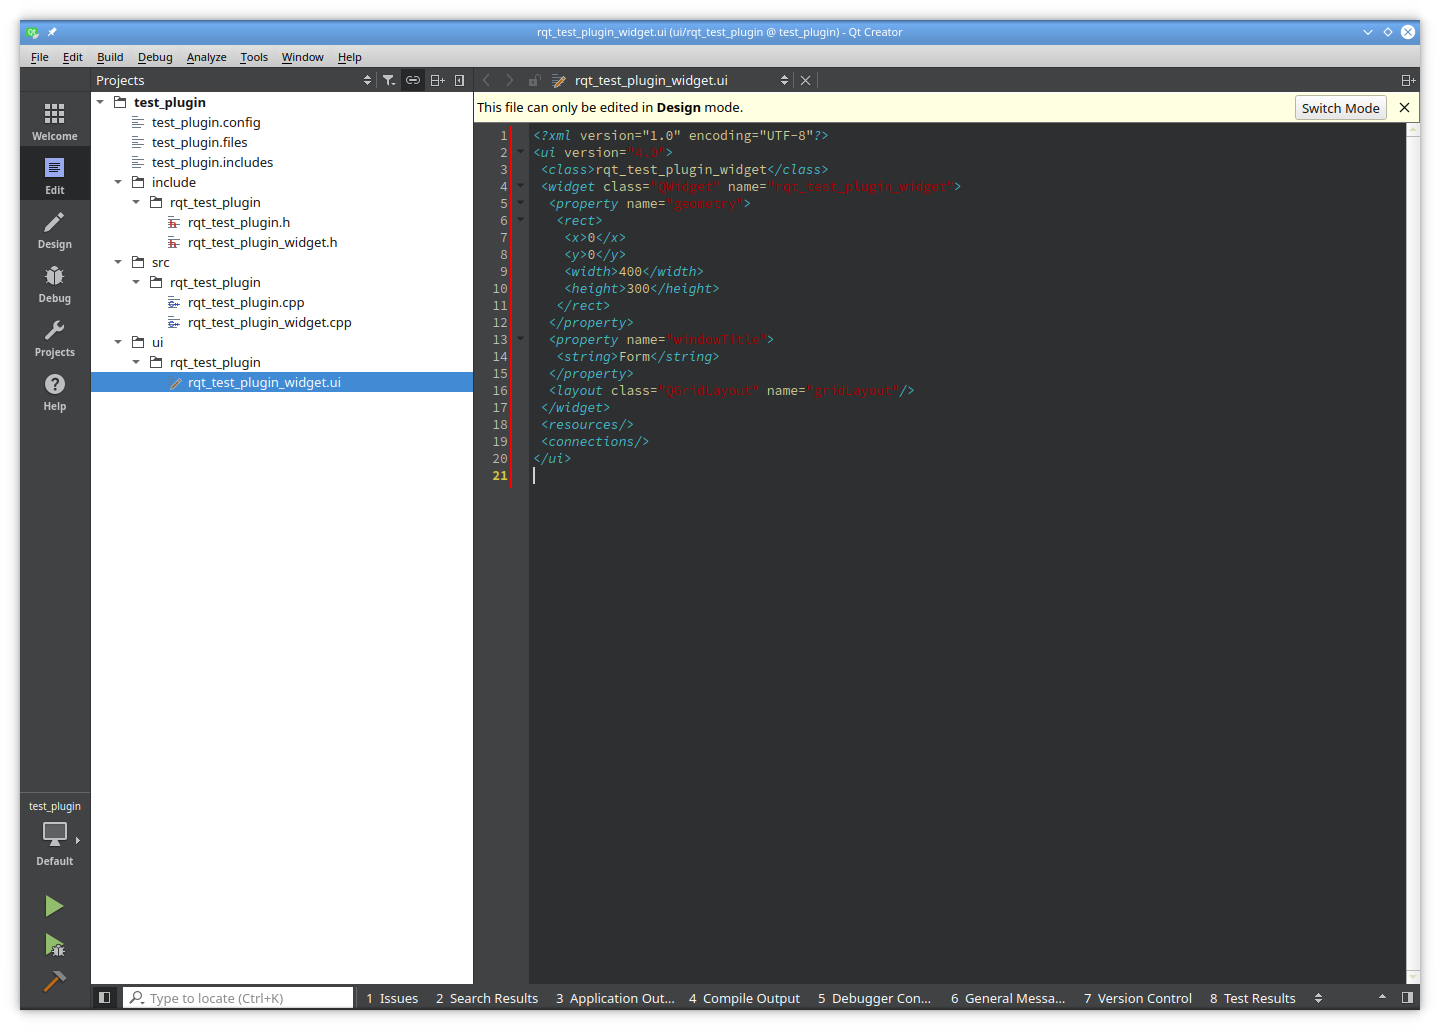 rqt_test_plugin_widget.ui (ui/rqt_test_plugin @ test_plugin) - Qt Creator
File Edit Build Debug Analyze Tools Window Help
Projects
rqt_test_plugin_widget.ui
Welcome
Edit
Design
Debug
Projects
Help
test_plugin
test_plugin.config
test_plugin.files
test_plugin.includes
include
rqt_test_plugin
rqt_test_plugin.h
rqt_test_plugin_widget.h
src
rqt_test_plugin
rqt_test_plugin.cpp
rqt_test_plugin_widget.cpp
ui
rqt_test_plugin
rqt_test_plugin_widget.ui
This file can only be edited in Design mode. Switch Mode
1 <?xml version="1.0" encoding="UTF-8"?>
2 <ui version="4.0">
3 <class>rqt_test_plugin_widget</class>
4 <widget class="QWidget" name="rqt_test_plugin_widget">
5 <property name="geometry">
6 <rect>
7 <x>0</x>
8 <y>0</y>
9 <width>400</width>
10 <height>300</height>
11 </rect>
12 </property>
13 <property name="windowTitle">
14 <string>Form</string>
15 </property>
16 <layout class="QGridLayout" name="gridLayout"/>
17 </widget>
18 <resources/>
19 <connections/>
20 </ui>
21
test_plugin
Default
Type to locate (Ctrl+K) 1 Issues 2 Search Results 3 Application Out... 4 Compile Output 5 Debugger Con... 6 General Messa... 7 Version Control 8 Test Results